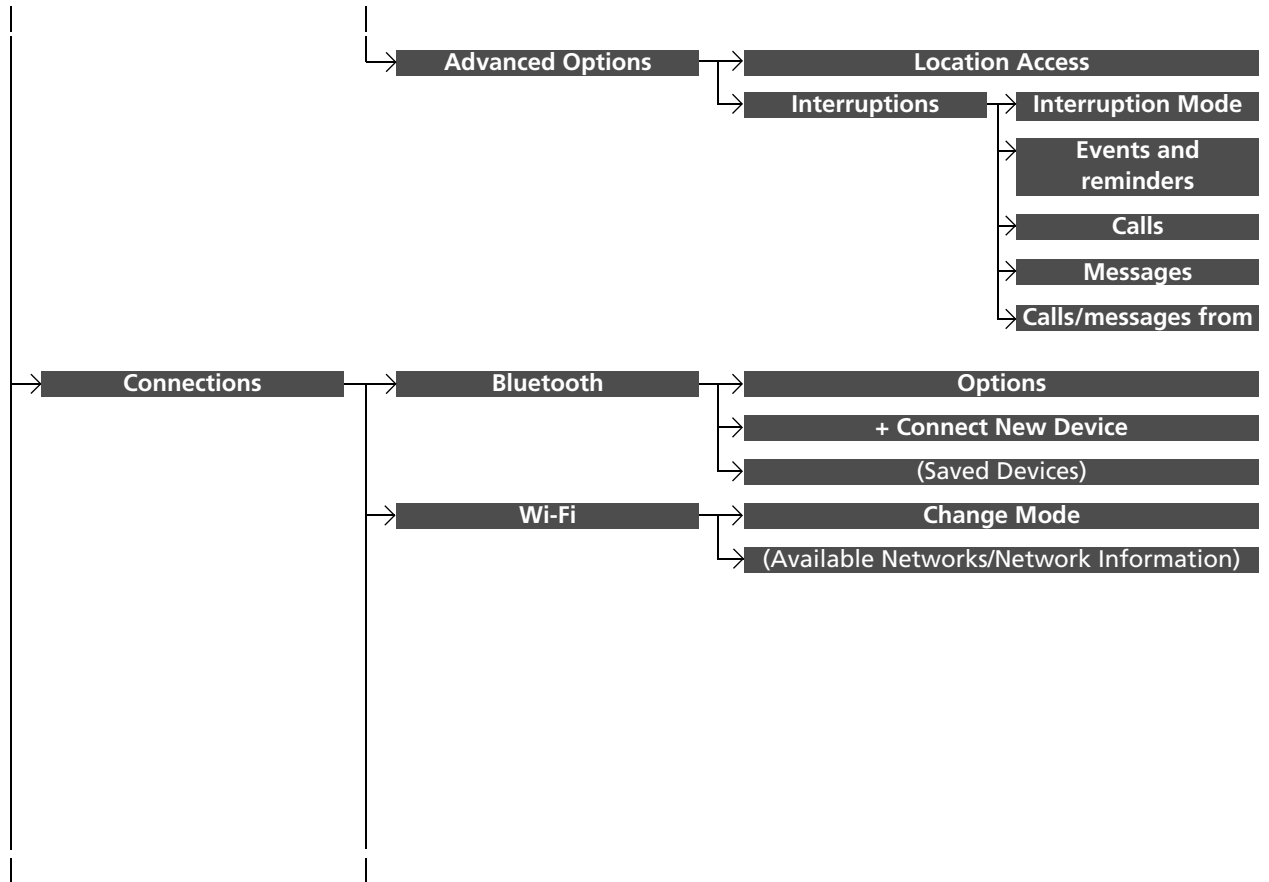 Advanced Options
Location Access
Interruptions
Interruption Mode
Events and
reminders
Calls
Messages
Calls/messages from
Connections
Bluetooth
Options
+ Connect New Device
(Saved Devices)
Wi-Fi
Change Mode
(Available Networks/Network Information)